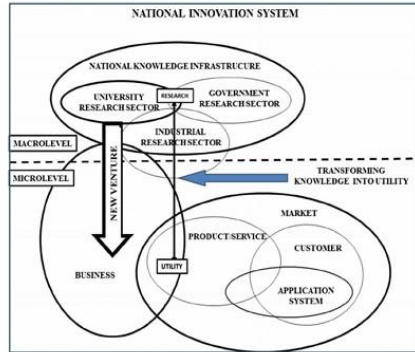 NATIONAL INNOVATION SYSTEM
NATIONAL KNOWLEDGE INFRASTRUCURE
UNIVERSITY
RESEARCH SECTOR
RESEARCH
GOVERNMENT
RESEARCH SECTOR
INDUSTRIAL
RESEARCH SECTOR
MACROLEVEL
MICROLEVEL
NEW VENTURE
TRANSFORMING
KNOWLEDGE INTO UTILITY
MARKET
PRODUCT/SERVICE
CUSTOMER
UTILITY
BUSINESS
APPLICATION
SYSTEM